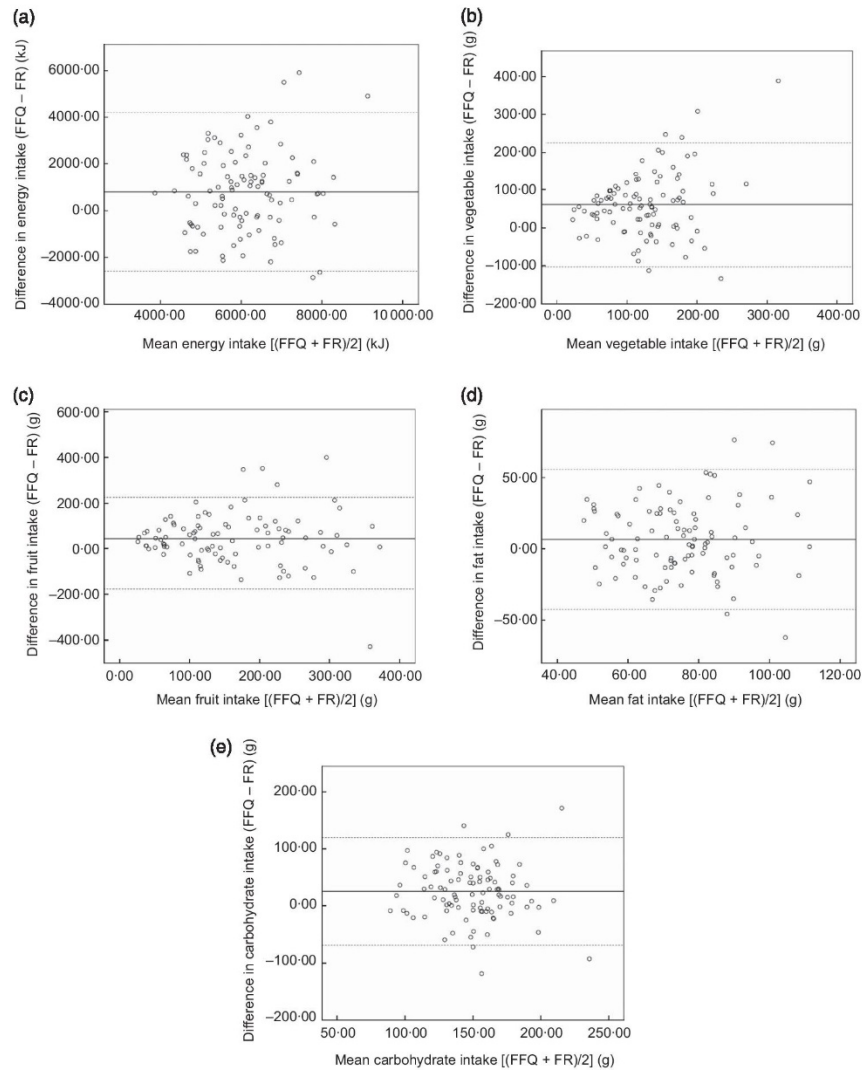 (a)
6000·00
4000·00
2000·00
0·00
–2000·00
–4000·00
Difference in energy intake (FFQ – FR) (kJ)
4000·00 6000·00 8000·00 10 000·00
Mean energy intake [(FFQ + FR)/2] (kJ)
(b)
400·00
300·00
200·00
100·00
0·00
–100·00
–200·00
Difference in vegetable intake (FFQ – FR) (g)
0·00 100·00 200·00 300·00 400·00
Mean vegetable intake [(FFQ + FR)/2] (g)
(c)
600·00
400·00
200·00
0·00
–200·00
–400·00
Difference in fruit intake (FFQ – FR) (g)
0·00 100·00 200·00 300·00 400·00
Mean fruit intake [(FFQ + FR)/2] (g)
(d)
50·00
0·00
–50·00
Difference in fat intake (FFQ – FR) (g)
40·00 60·00 80·00 100·00 120·00
Mean fat intake [(FFQ + FR)/2] (g)
(e)
200·00
100·00
0·00
–100·00
–200·00
Difference in carbohydrate intake (FFQ – FR) (g)
50·00 100·00 150·00 200·00 250·00
Mean carbohydrate intake [(FFQ + FR)/2] (g)